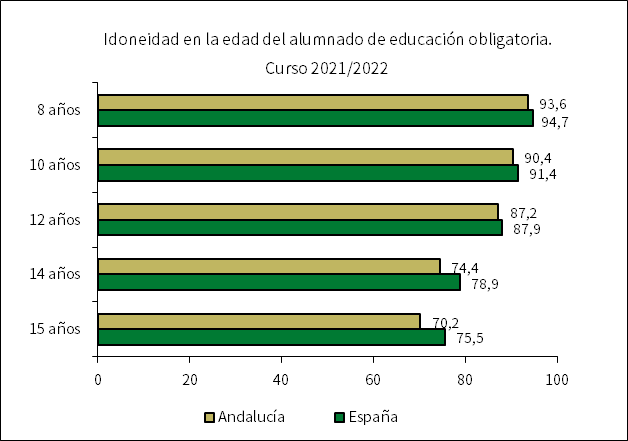 Idoneidad en la edad del alumnado de educación obligatoria.
Curso 2021/2022
8 años
93,6
94,7
10 años
90,4
91,4
12 años
87,2
87,9
14 años
74,4
78,9
15 años
70,2
75,5
0 20 40 60 80 100
Andalucía España